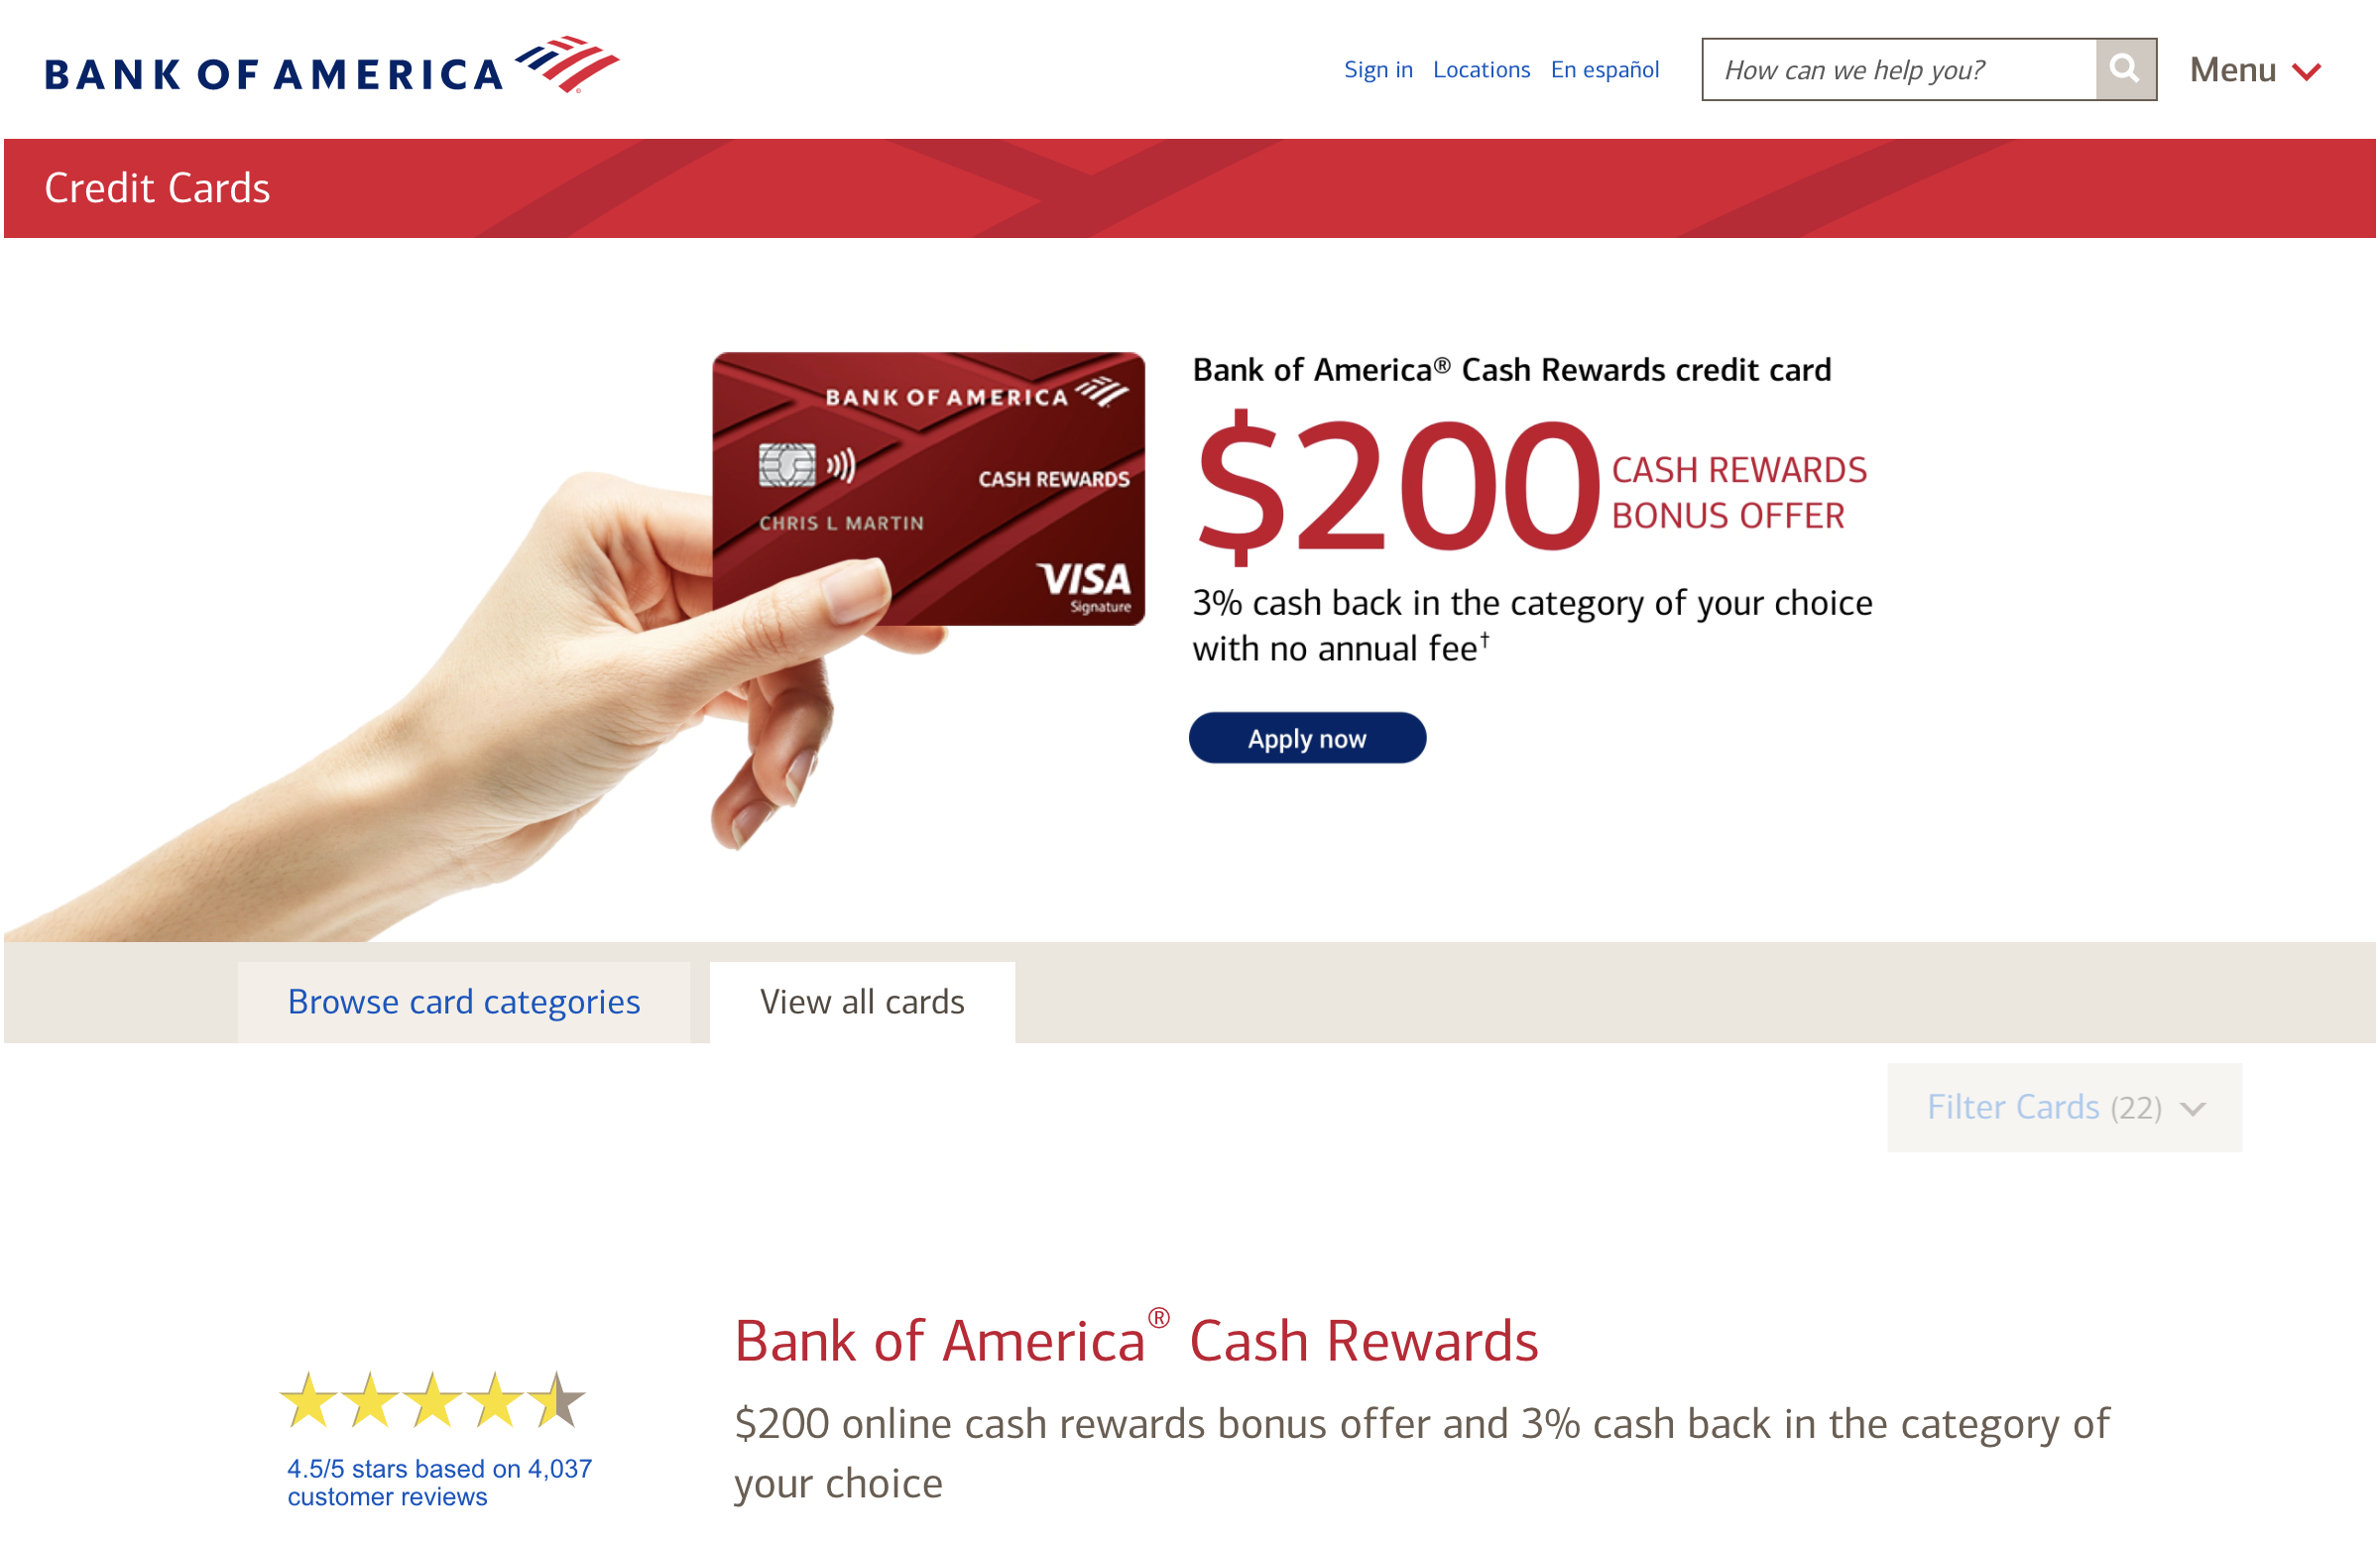 BANK OF AMERICA
Sign in Locations En español
How can we help you?
Menu
Credit Cards
BANK OF AMERICA
CASH REWARDS
CHRIS L MARTIN
VISA
Signature
Bank of America® Cash Rewards credit card
$200 CASH REWARDS
BONUS OFFER
3% cash back in the category of your choice
with no annual fee†
Apply now
Browse card categories
View all cards
Filter Cards (22)
4.5/5 stars based on 4,037
customer reviews
Bank of America® Cash Rewards
$200 online cash rewards bonus offer and 3% cash back in the category of
your choice